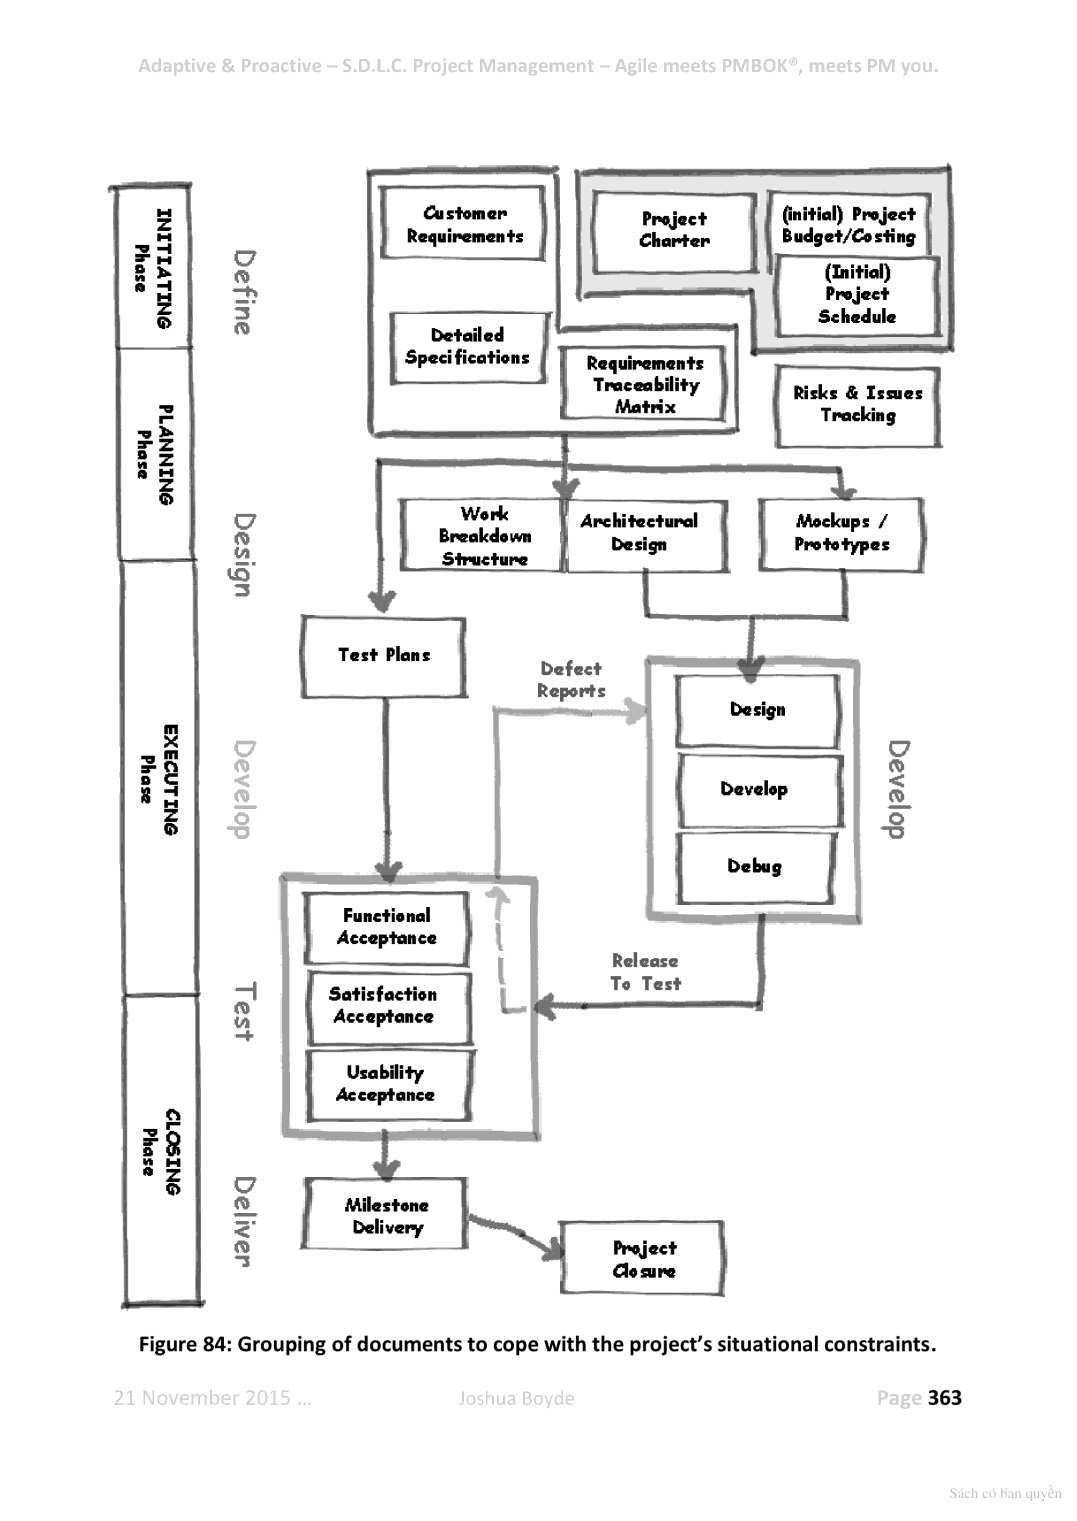 Adaptive & Proactive – S.D.L.C. Project Management – Agile meets PMBOK®, meets PM you.
INITIATING
Phase
PLANNING
Phase
EXECUTING
Phase
CLOSING
Phase
Define
Design
Develop
Test
Deliver
Customer
Requirements
Detailed
Specifications
Requirements
Traceability
Matrix
Project
Charter
(initial) Project
Budget/Costing
(Initial)
Project
Schedule
Risks & Issues
Tracking
Work
Breakdown
Structure
Architectural
Design
Mockups /
Prototypes
Test Plans
Defect
Reports
Design
Develop
Debug
Develop
Functional
Acceptance
Satisfaction
Acceptance
Usability
Acceptance
Release
To Test
Milestone
Delivery
Project
Closure
Figure 84: Grouping of documents to cope with the project’s situational constraints.
21 November 2015 …
Joshua Boyde
Page 363
Sách có bản quyền